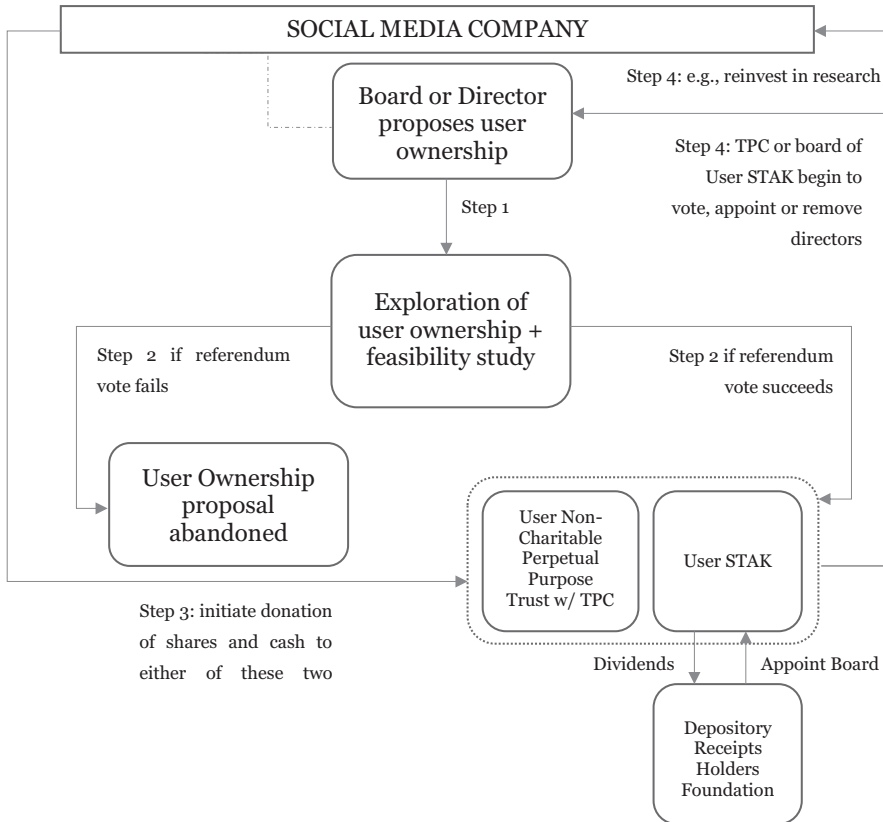 SOCIAL MEDIA COMPANY
Board or Director
proposes user
ownership
Step 4: e.g., reinvest in research
Step 4: TPC or board of
User STAK begin to
vote, appoint or remove
directors
Step 1
Exploration of
user ownership +
feasibility study
Step 2 if referendum
vote fails
Step 2 if referendum
vote succeeds
User Ownership
proposal
abandoned
User Non-
Charitable
Perpetual
Purpose
Trust w/ TPC
User STAK
Step 3: initiate donation
of shares and cash to
either of these two
Dividends
Appoint Board
Depository
Receipts
Holders
Foundation